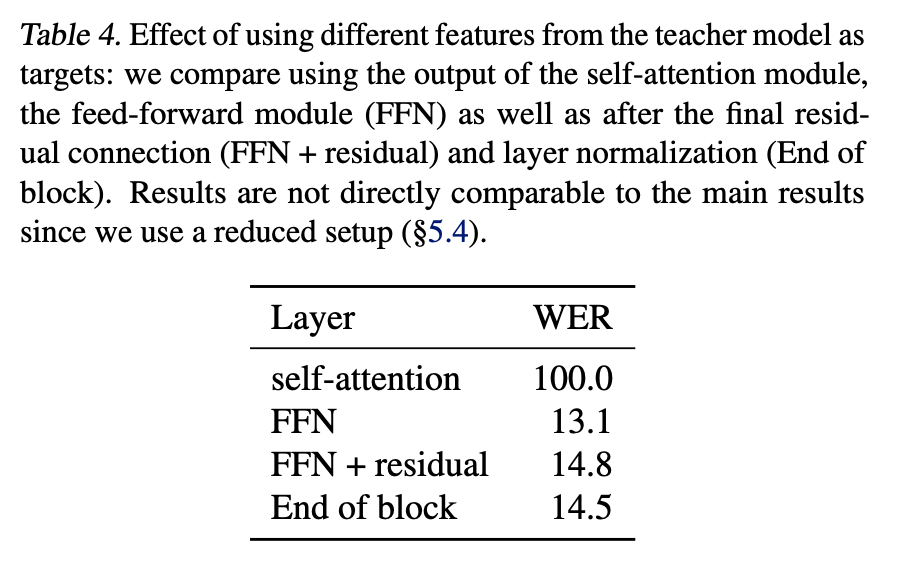 Table 4. Effect of using different features from the teacher model as
targets: we compare using the output of the self-attention module,
the feed-forward module (FFN) as well as after the final resid-
ual connection (FFN + residual) and layer normalization (End of
block). Results are not directly comparable to the main results
since we use a reduced setup (§5.4).
Layer WER
self-attention 100.0
FFN 13.1
FFN + residual 14.8
End of block 14.5